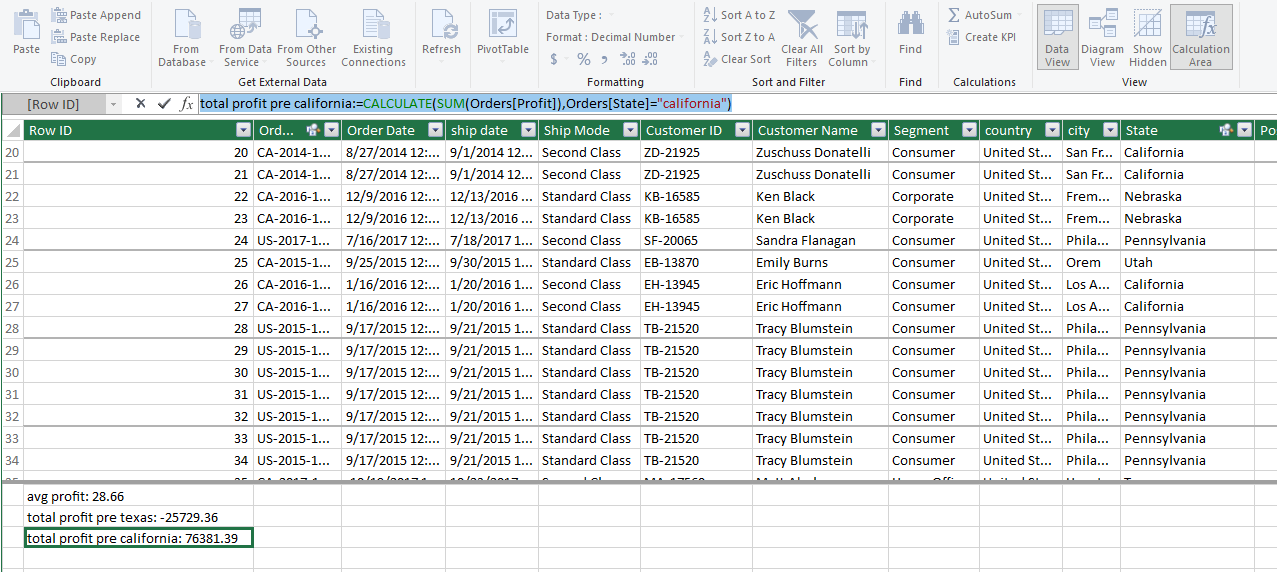 Paste
Paste Append
Paste Replace
Copy
Clipboard
From Database
From Data Service
From Other Sources
Existing Connections
Get External Data
Refresh
PivotTable
Data Type :
Format : Decimal Number
$ % , .00 .00
Formatting
Sort A to Z
Sort Z to A
Clear Sort
Clear All Filters
Sort by Column
Sort and Filter
Find
Find
AutoSum
Create KPI
Calculations
Data View
Diagram View
Show Hidden
Calculation Area
View
[Row ID] fx total profit pre california:=CALCULATE(SUM(Orders[Profit]),Orders[State]="california")
Row ID Ord... Order Date ship date Ship Mode Customer ID Customer Name Segment country city State Po
20 20 CA-2014-1... 8/27/2014 12:... 9/1/2014 12... Second Class ZD-21925 Zuschuss Donatelli Consumer United St... San Fr... California
21 21 CA-2014-1... 8/27/2014 12:... 9/1/2014 12... Second Class ZD-21925 Zuschuss Donatelli Consumer United St... San Fr... California
22 22 CA-2016-1... 12/9/2016 12:... 12/13/2016 ... Standard Class KB-16585 Ken Black Corporate United St... Frem... Nebraska
23 23 CA-2016-1... 12/9/2016 12:... 12/13/2016 ... Standard Class KB-16585 Ken Black Corporate United St... Frem... Nebraska
24 24 US-2017-1... 7/16/2017 12:... 7/18/2017 1... Second Class SF-20065 Sandra Flanagan Consumer United St... Phila... Pennsylvania
25 25 CA-2015-1... 9/25/2015 12:... 9/30/2015 1... Standard Class EB-13870 Emily Burns Consumer United St... Orem Utah
26 26 CA-2016-1... 1/16/2016 12:... 1/20/2016 1... Second Class EH-13945 Eric Hoffmann Consumer United St... Los A... California
27 27 CA-2016-1... 1/16/2016 12:... 1/20/2016 1... Second Class EH-13945 Eric Hoffmann Consumer United St... Los A... California
28 28 US-2015-1... 9/17/2015 12:... 9/21/2015 1... Standard Class TB-21520 Tracy Blumstein Consumer United St... Phila... Pennsylvania
29 29 US-2015-1... 9/17/2015 12:... 9/21/2015 1... Standard Class TB-21520 Tracy Blumstein Consumer United St... Phila... Pennsylvania
30 30 US-2015-1... 9/17/2015 12:... 9/21/2015 1... Standard Class TB-21520 Tracy Blumstein Consumer United St... Phila... Pennsylvania
31 31 US-2015-1... 9/17/2015 12:... 9/21/2015 1... Standard Class TB-21520 Tracy Blumstein Consumer United St... Phila... Pennsylvania
32 32 US-2015-1... 9/17/2015 12:... 9/21/2015 1... Standard Class TB-21520 Tracy Blumstein Consumer United St... Phila... Pennsylvania
33 33 US-2015-1... 9/17/2015 12:... 9/21/2015 1... Standard Class TB-21520 Tracy Blumstein Consumer United St... Phila... Pennsylvania
34 34 US-2015-1... 9/17/2015 12:... 9/21/2015 1... Standard Class TB-21520 Tracy Blumstein Consumer United St... Phila... Pennsylvania
avg profit: 28.66
total profit pre texas: -25729.36
total profit pre california: 76381.39